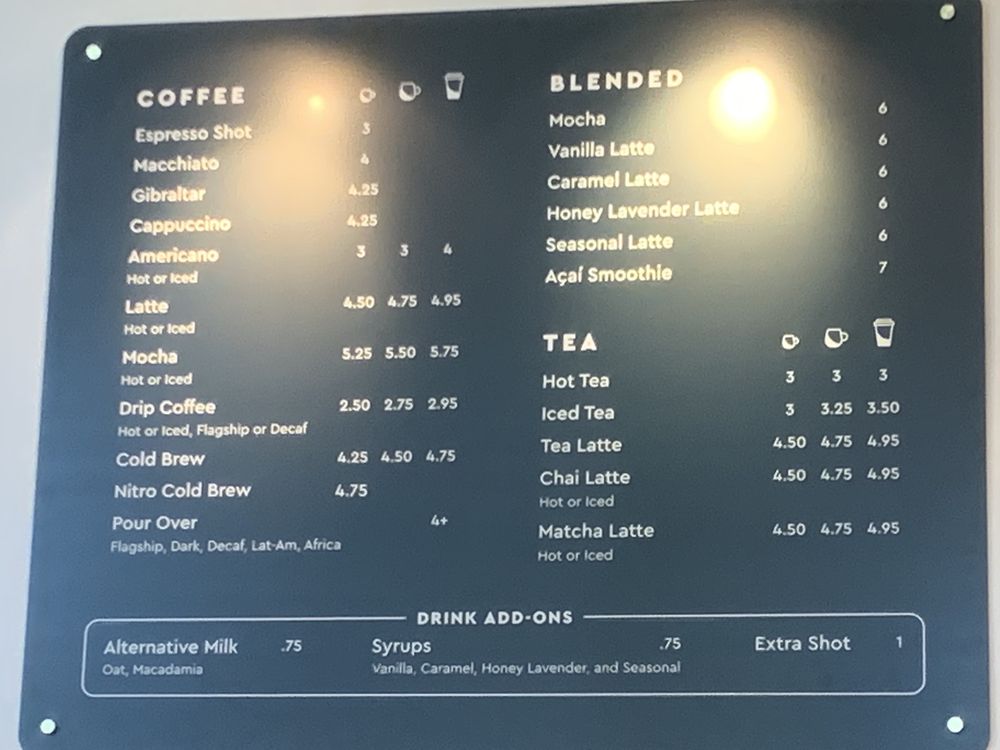 COFFEE
Espresso Shot 3
Macchiato 4
Gibraltar 4.25
Cappuccino 4.25
Americano 3 3 4
Hot or Iced
Latte 4.50 4.75 4.95
Hot or Iced
Mocha 5.25 5.50 5.75
Hot or Iced
Drip Coffee 2.50 2.75 2.95
Hot or Iced, Flagship or Decaf
Cold Brew 4.25 4.50 4.75
Nitro Cold Brew 4.75
Pour Over 4+
Flagship, Dark, Decaf, Lat-Am, Africa
BLENDED
Mocha 6
Vanilla Latte 6
Caramel Latte 6
Honey Lavender Latte 6
Seasonal Latte 6
Açaí Smoothie 7
TEA
Hot Tea 3 3 3
Iced Tea 3 3.25 3.50
Tea Latte 4.50 4.75 4.95
Chai Latte 4.50 4.75 4.95
Hot or Iced
Matcha Latte 4.50 4.75 4.95
Hot or Iced
DRINK ADD-ONS
Alternative Milk .75
Oat, Macadamia
Syrups .75
Vanilla, Caramel, Honey Lavender, and Seasonal
Extra Shot 1